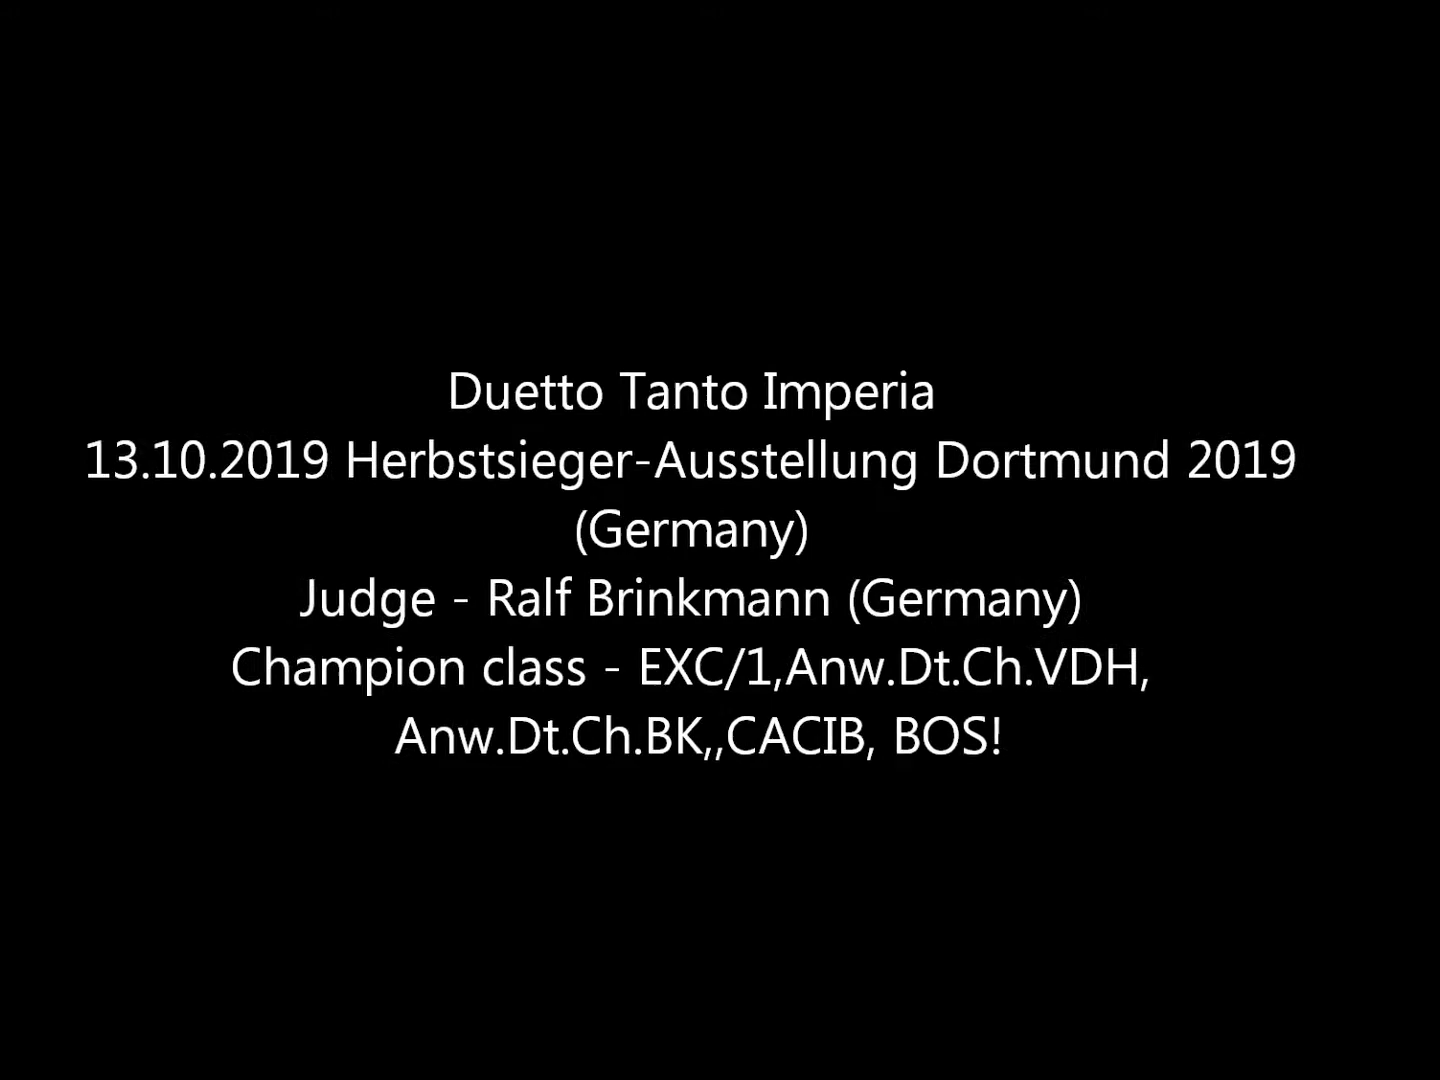 Duetto Tanto Imperia
13.10.2019 Herbstsieger-Ausstellung Dortmund 2019
(Germany)
Judge - Ralf Brinkmann (Germany)
Champion class - EXC/1,Anw.Dt.Ch.VDH,
Anw.Dt.Ch.BK,,CACIB, BOS!